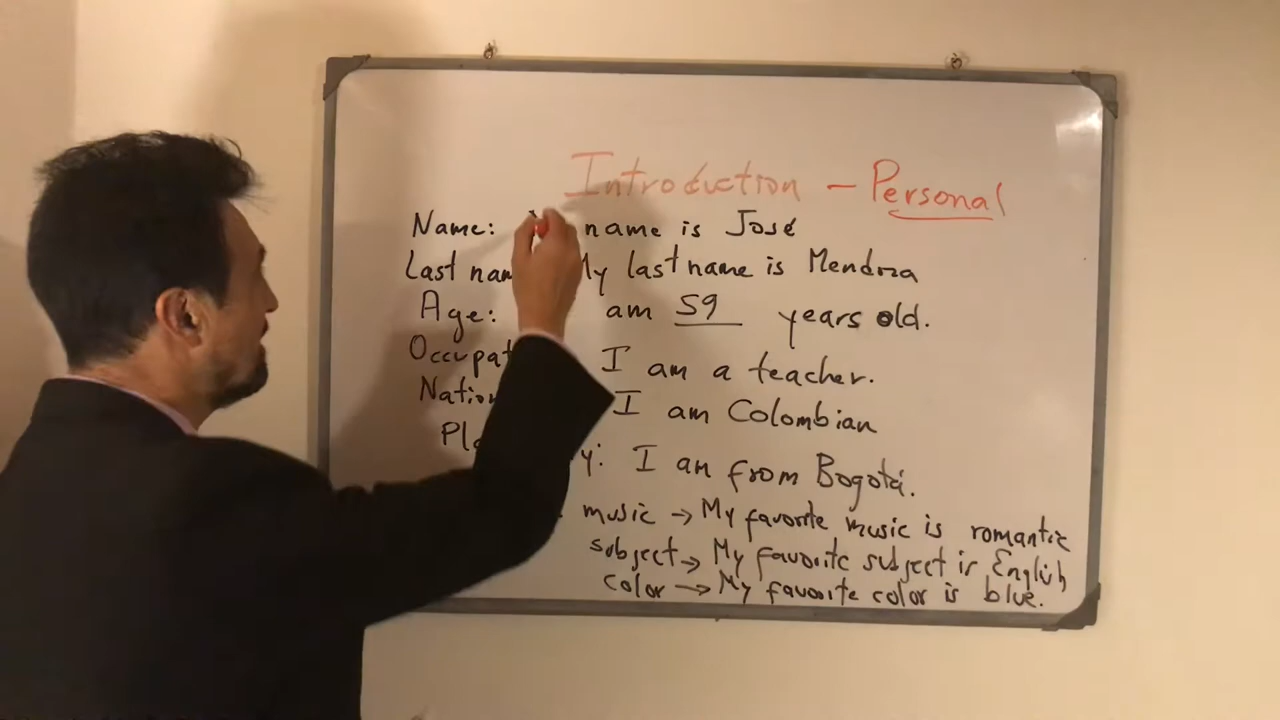 Introduction - Personal
Name: name is José
Last nam My last name is Mendoza
Age: am 59 years old.
Occupat I am a teacher.
Nation I am Colombian
Pla y: I am from Bogotá.
music → My favorite music is romantic
subject → My favorite subject is English
color → My favorite color is blue.